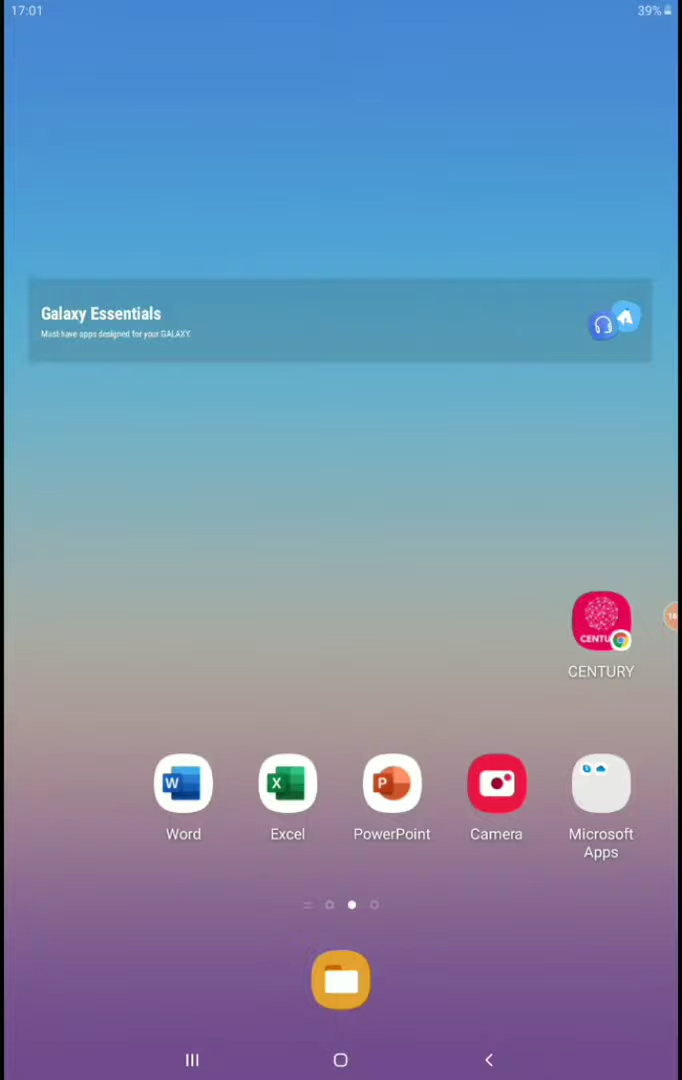 17:01
39%
Galaxy Essentials
Must-have apps designed for your GALAXY.
CENTU
CENTURY
W
X
P
Word
Excel
PowerPoint
Camera
Microsoft
Apps